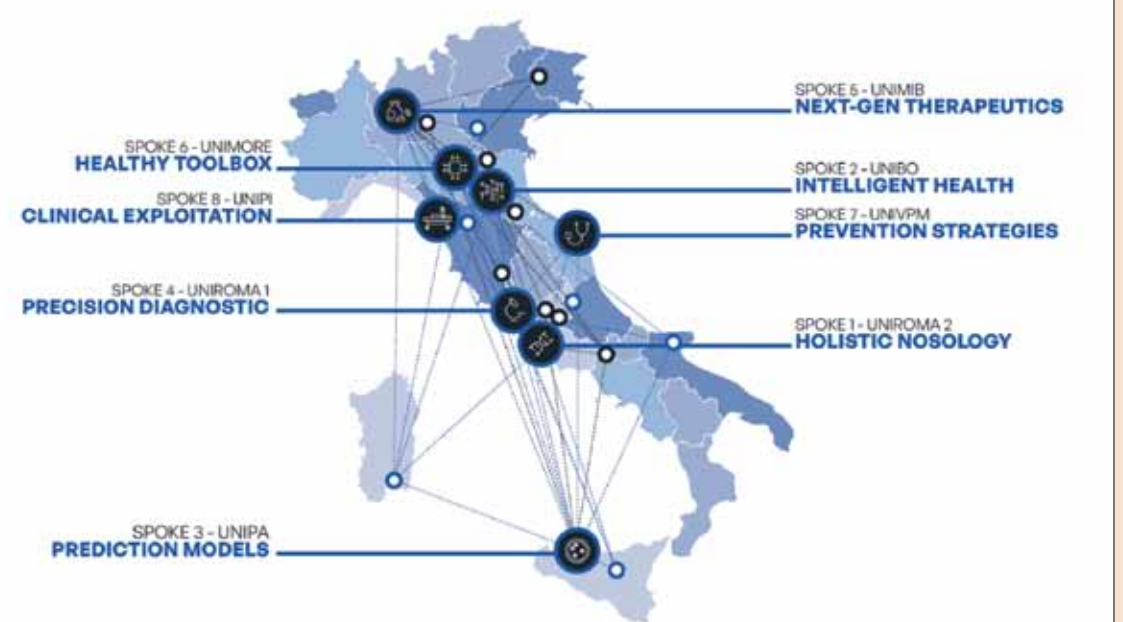 SPOKE 5 - UNIMIB
NEXT-GEN THERAPEUTICS
SPOKE 6 - UNIMORE
HEALTHY TOOLBOX
SPOKE 2 - UNIBO
INTELLIGENT HEALTH
SPOKE 8 - UNIPI
CLINICAL EXPLOITATION
SPOKE 7 - UNIVPM
PREVENTION STRATEGIES
SPOKE 4 - UNIROMA 1
PRECISION DIAGNOSTIC
SPOKE 1 - UNIROMA 2
HOLISTIC NOSOLOGY
SPOKE 3 - UNIPA
PREDICTION MODELS